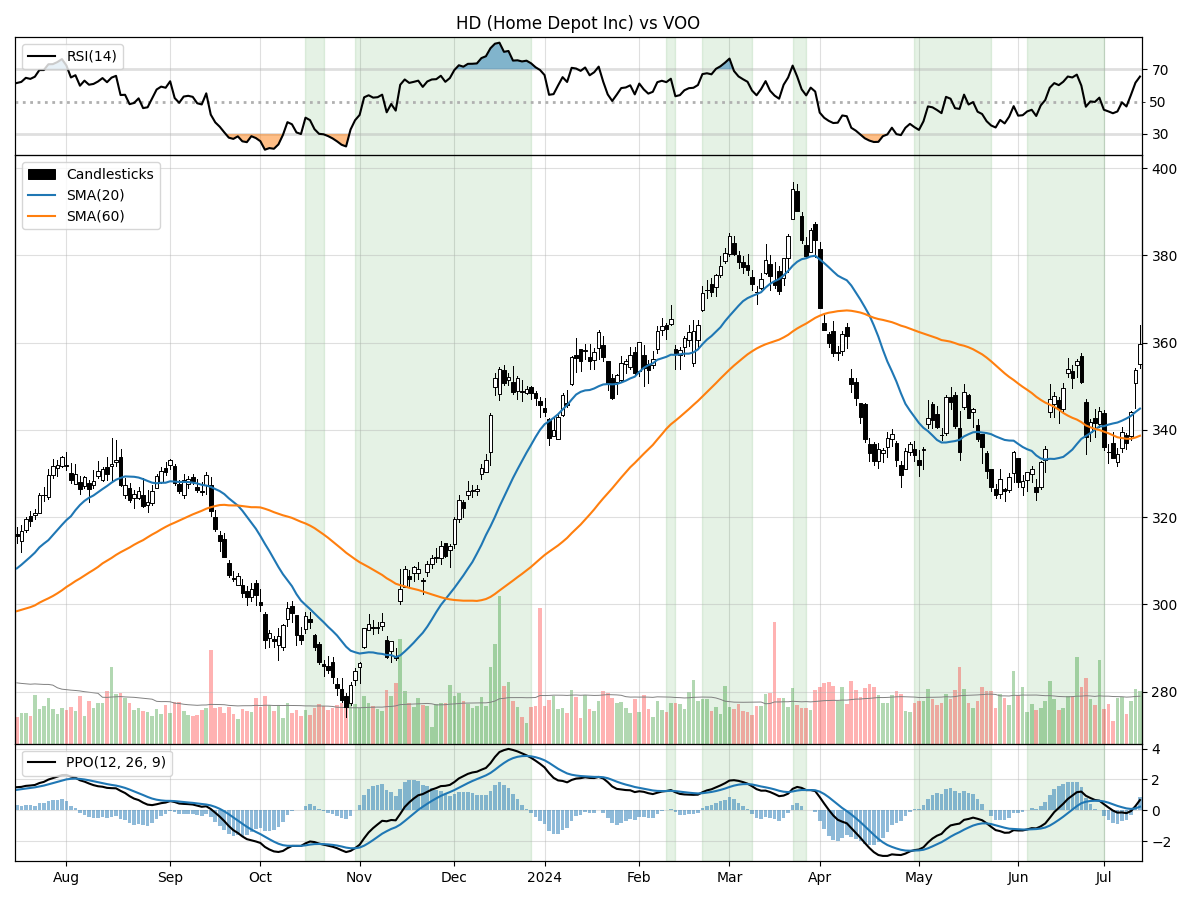 HD (Home Depot Inc) vs VOO
RSI(14)
70
50
30
Candlesticks
SMA(20)
SMA(60)
400
380
360
340
320
300
280
PPO(12, 26, 9)
4
2
0
−2
Aug Sep Oct Nov Dec 2024 Feb Mar Apr May Jun Jul